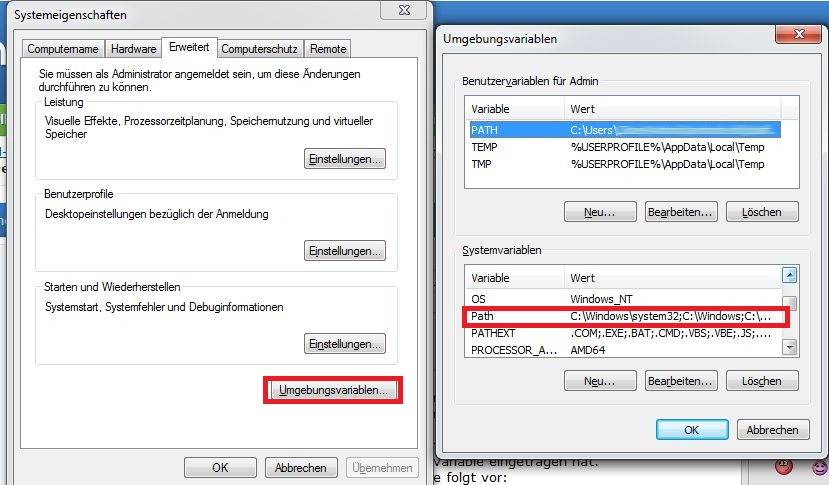 Systemeigenschaften
Computername Hardware Erweitert Computerschutz Remote
Sie müssen als Administrator angemeldet sein, um diese Änderungen
durchführen zu können.
Leistung
Visuelle Effekte, Prozessorzeitplanung, Speichernutzung und virtueller
Speicher
Einstellungen...
Benutzerprofile
Desktopeinstellungen bezüglich der Anmeldung
Einstellungen...
Starten und Wiederherstellen
Systemstart, Systemfehler und Debuginformationen
Einstellungen...
Umgebungsvariablen...
OK Abbrechen Übernehmen
Umgebungsvariablen
Benutzervariablen für Admin
Variable Wert
PATH C:\Users\
TEMP %USERPROFILE%\AppData\Local\Temp
TMP %USERPROFILE%\AppData\Local\Temp
Neu... Bearbeiten... Löschen
Systemvariablen
Variable Wert
OS Windows_NT
Path C:\Windows\system32;C:\Windows;C:\...
PATHEXT .COM;.EXE;.BAT;.CMD;.VBS;.VBE;.JS;....
PROCESSOR_A... AMD64
Neu... Bearbeiten... Löschen
OK Abbrechen
variable eingetragen hat.
e folgt vor: